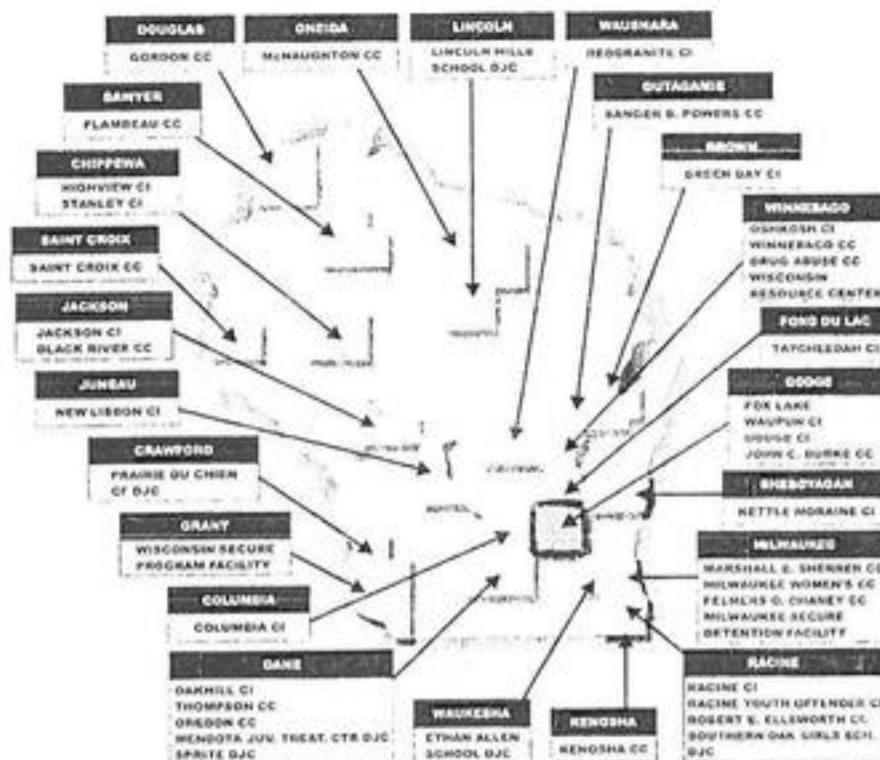 DOUGLAS
GORDON CC
ONEIDA
McNAUGHTON CC
LINCOLN
LINCOLN HILLS
SCHOOL DJC
WAUSHARA
REDGRANITE CI
OUTAGAMIE
SANGER B. POWERS CC
BROWN
GREEN BAY CI
SAWYER
FLAMBEAU CC
CHIPPEWA
HIGHVIEW CI
STANLEY CI
WINNEBAGO
OSHKOSH CI
WINNEBAGO CC
DRUG ABUSE CC
WISCONSIN
RESOURCE CENTER
SAINT CROIX
SAINT CROIX CC
JACKSON
JACKSON CI
BLACK RIVER CC
FOND DU LAC
TAYCHEEDAH CI
JUNEAU
NEW LISBON CI
DODGE
FOX LAKE
WAUPUN CI
DODGE CI
JOHN C. BURKE CC
CRAWFORD
PRAIRIE DU CHIEN
CF DJC
SHEBOYAGAN
KETTLE MORAINE CI
GRANT
WISCONSIN SECURE
PROGRAM FACILITY
MILWAUKEE
MARSHALL E. SHERRER CC
MILWAUKEE WOMEN'S CC
FELMERS O. CHANEY CC
MILWAUKEE SECURE
DETENTION FACILITY
COLUMBIA
COLUMBIA CI
DANE
OAKHILL CI
THOMPSON CC
OREGON CC
MENDOTA JUV. TREAT. CTR DJC
SPRITE DJC
WAUKESHA
ETHAN ALLEN
SCHOOL DJC
KENOSHA
KENOSHA CC
RACINE
RACINE CI
RACINE YOUTH OFFENDER CI
ROBERT E. ELLSWORTH CC
SOUTHERN OAK GIRLS SCH.
DJC